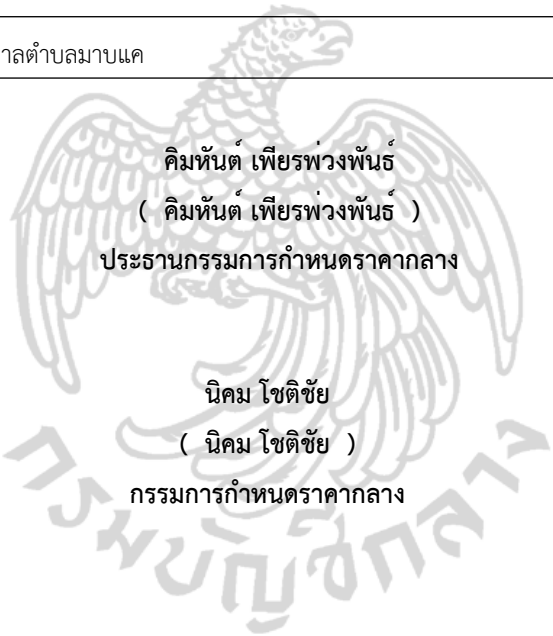 าลตำบลมาบแค
คิมหันต์ เพียรพ่วงพันธ์
( คิมหันต์ เพียรพ่วงพันธ์ )
ประธานกรรมการกำหนดราคากลาง
นิคม โชติชัย
( นิคม โชติชัย )
กรรมการกำหนดราคากลาง
กรมบัญชีกลาง